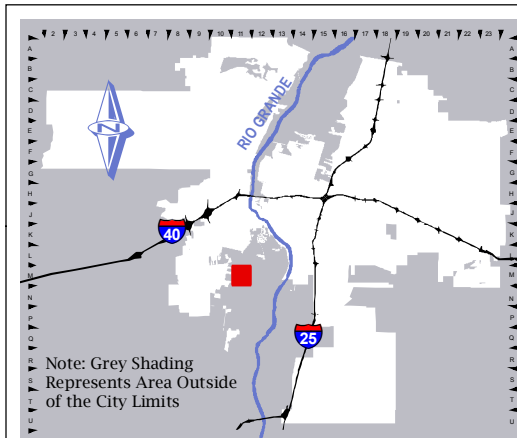 2 3 4 5 6 7 8 9 10 11 12 13 14 15 16 17 18 19 20 21 22 23
A A
B B
C C
D D
E E
F F
G G
H H
J J
K K
L L
M M
N N
P P
Q Q
R R
S S
T T
U U
N
RIO GRANDE
40
25
Note: Grey Shading
Represents Area Outside
of the City Limits